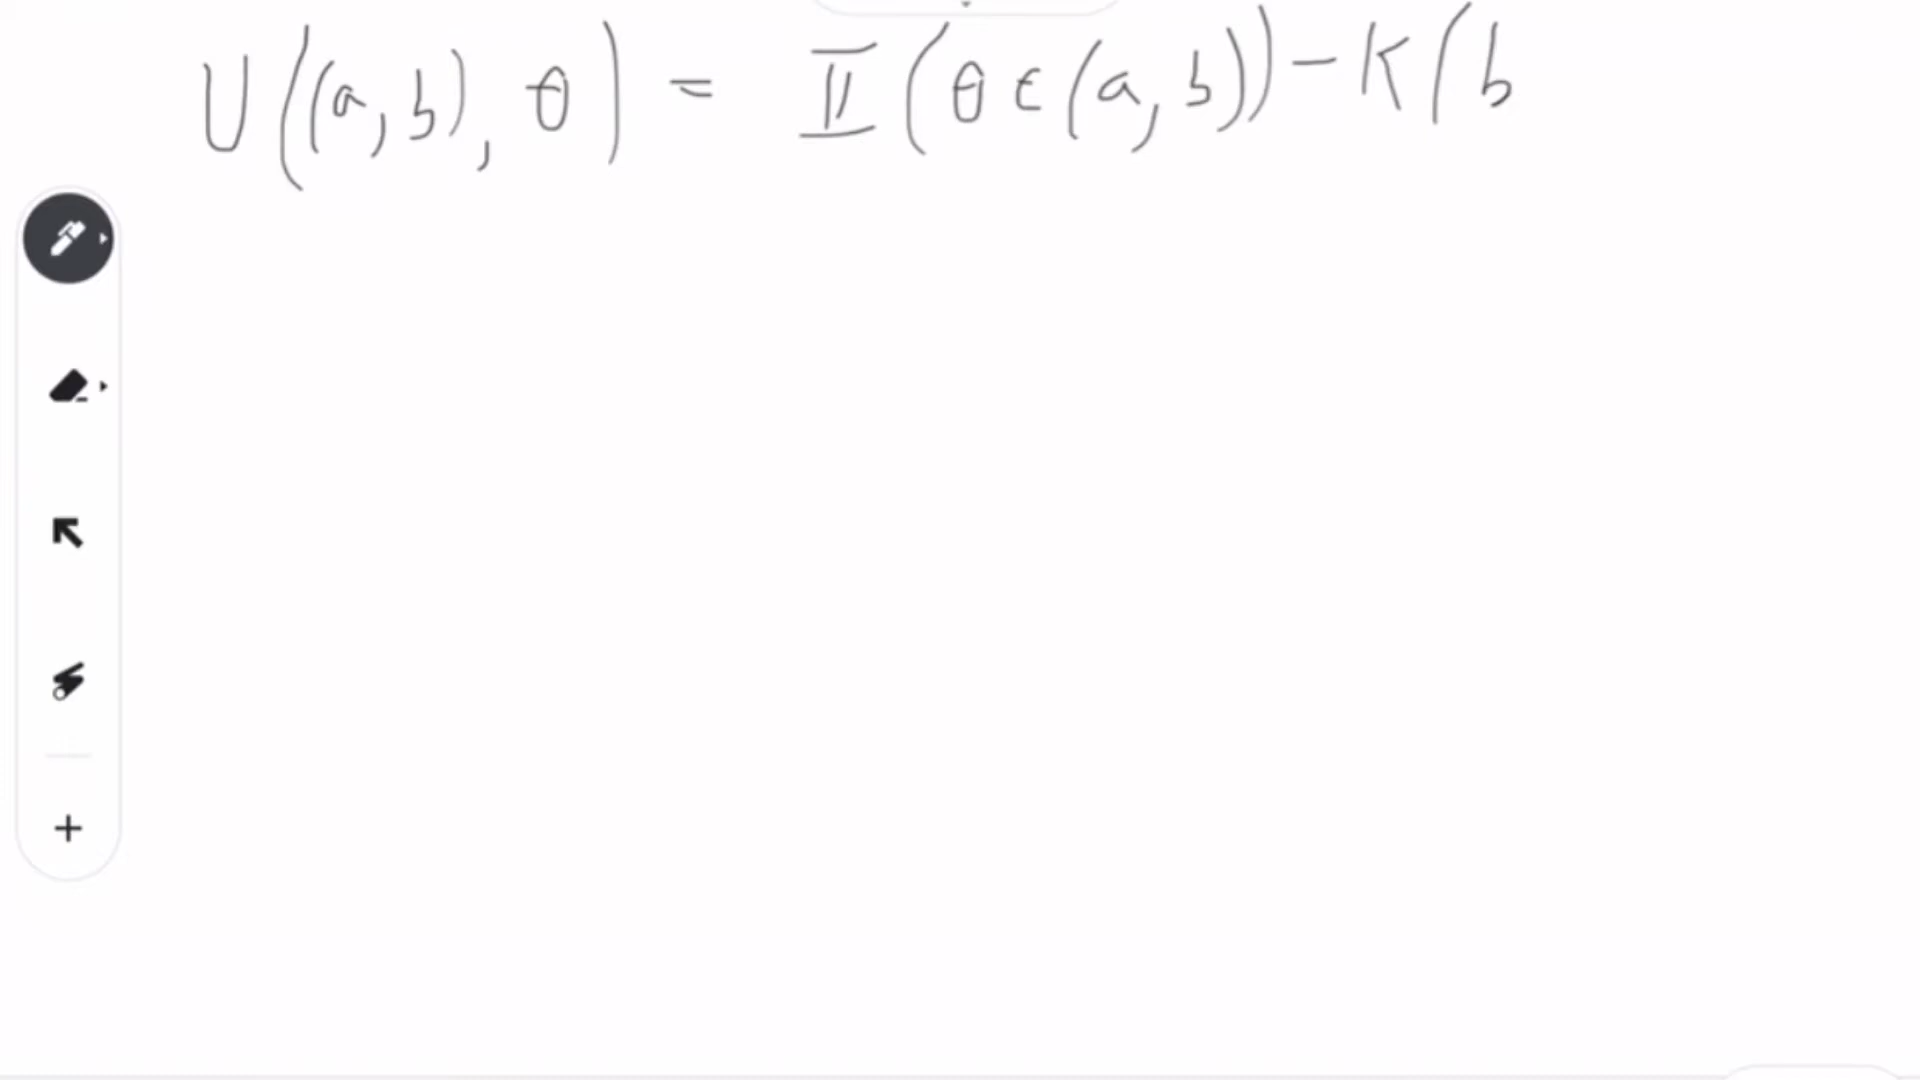 U((a, b), θ) = 𝕀(θ ∈ (a, b)) − K(b